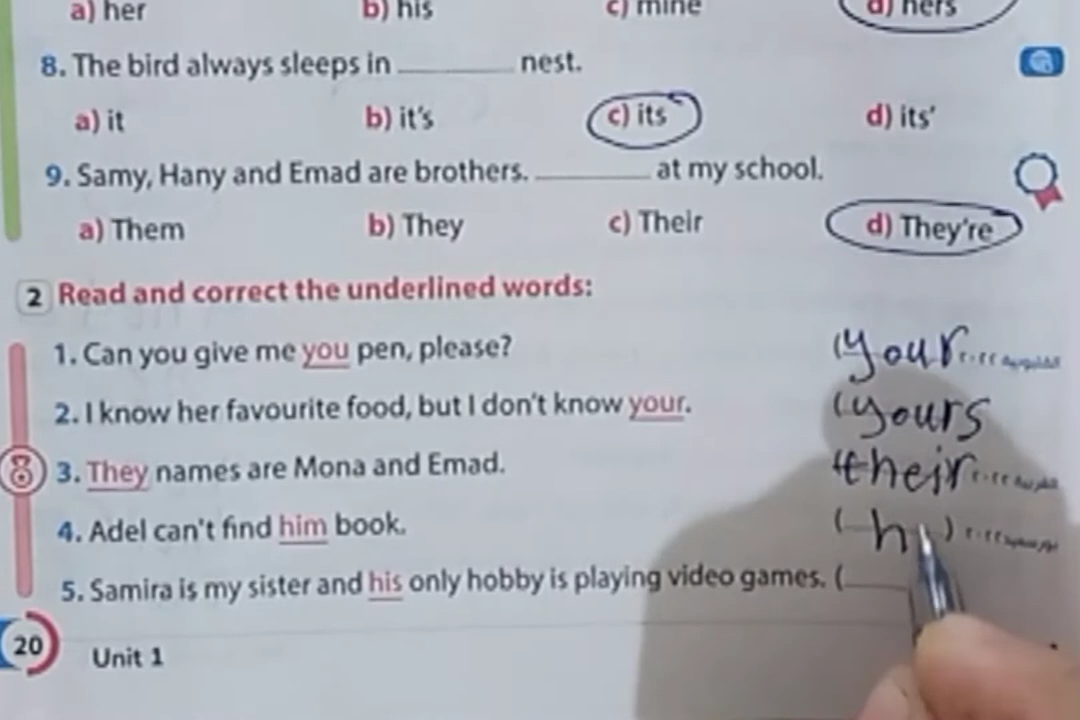 a) her b) his c) mine d) hers
8. The bird always sleeps in ________ nest.
a) it b) it's c) its d) its'
9. Samy, Hany and Emad are brothers. ________ at my school.
a) Them b) They c) Their d) They're
2 Read and correct the underlined words:
1. Can you give me you pen, please? (your
2. I know her favourite food, but I don't know your. (yours
3. They names are Mona and Emad. (their
4. Adel can't find him book. (hi)
5. Samira is my sister and his only hobby is playing video games. (____
20 Unit 1